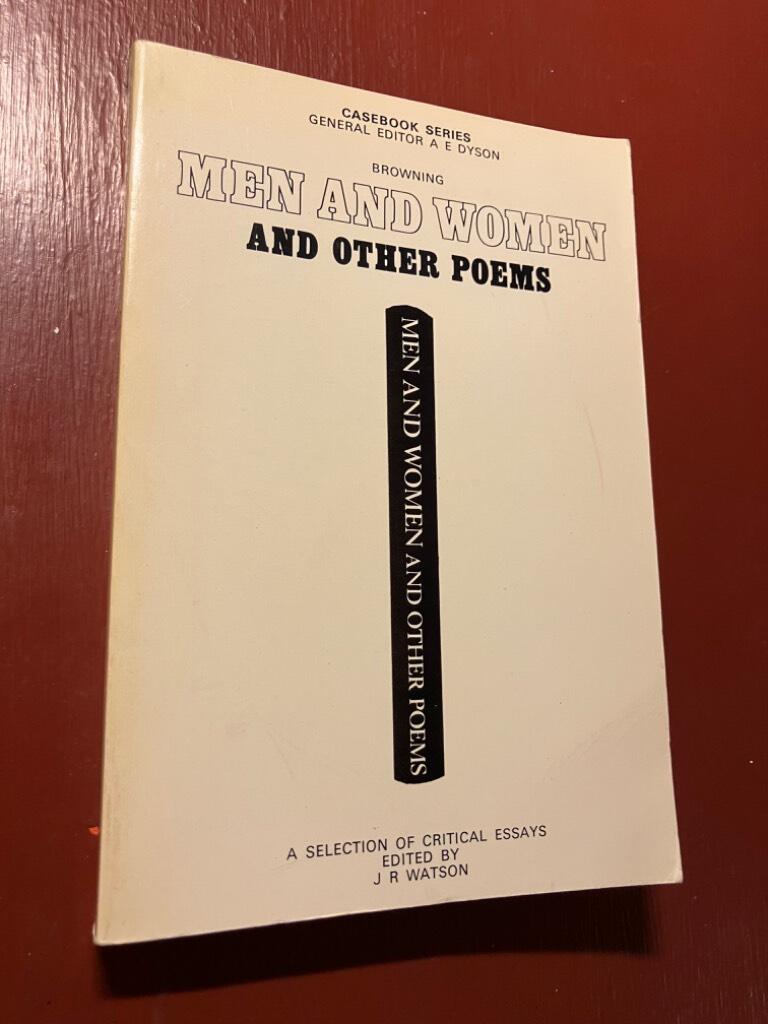 CASEBOOK SERIES
GENERAL EDITOR A E DYSON
BROWNING
MEN AND WOMEN
AND OTHER POEMS
MEN AND WOMEN AND OTHER POEMS
A SELECTION OF CRITICAL ESSAYS
EDITED BY
J R WATSON